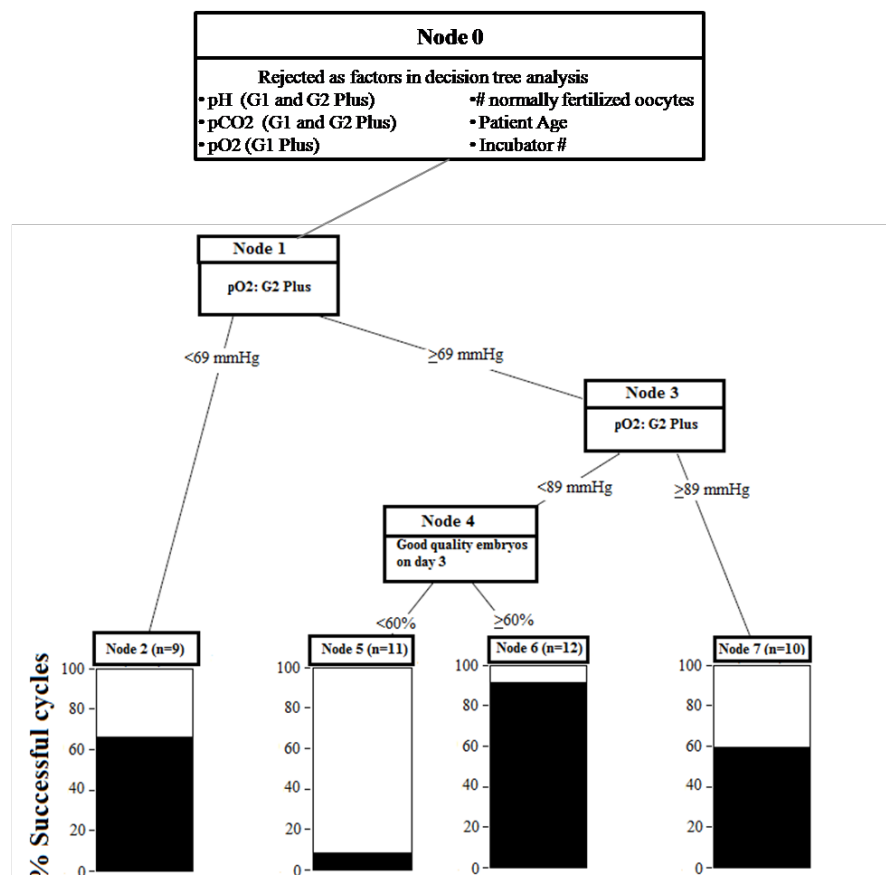 Node 0
Rejected as factors in decision tree analysis
• pH (G1 and G2 Plus)
• # normally fertilized oocytes
• pCO2 (G1 and G2 Plus)
• Patient Age
• pO2 (G1 Plus)
• Incubator #
Node 1
pO2: G2 Plus
<69 mmHg
≥69 mmHg
Node 3
pO2: G2 Plus
<89 mmHg
≥89 mmHg
Node 4
Good quality embryos
on day 3
<60%
≥60%
Node 2 (n=9)
Node 5 (n=11)
Node 6 (n=12)
Node 7 (n=10)
% Successful cycles
100
80
60
40
20
0
100
80
60
40
20
0
100
80
60
40
20
0
100
80
60
40
20
0